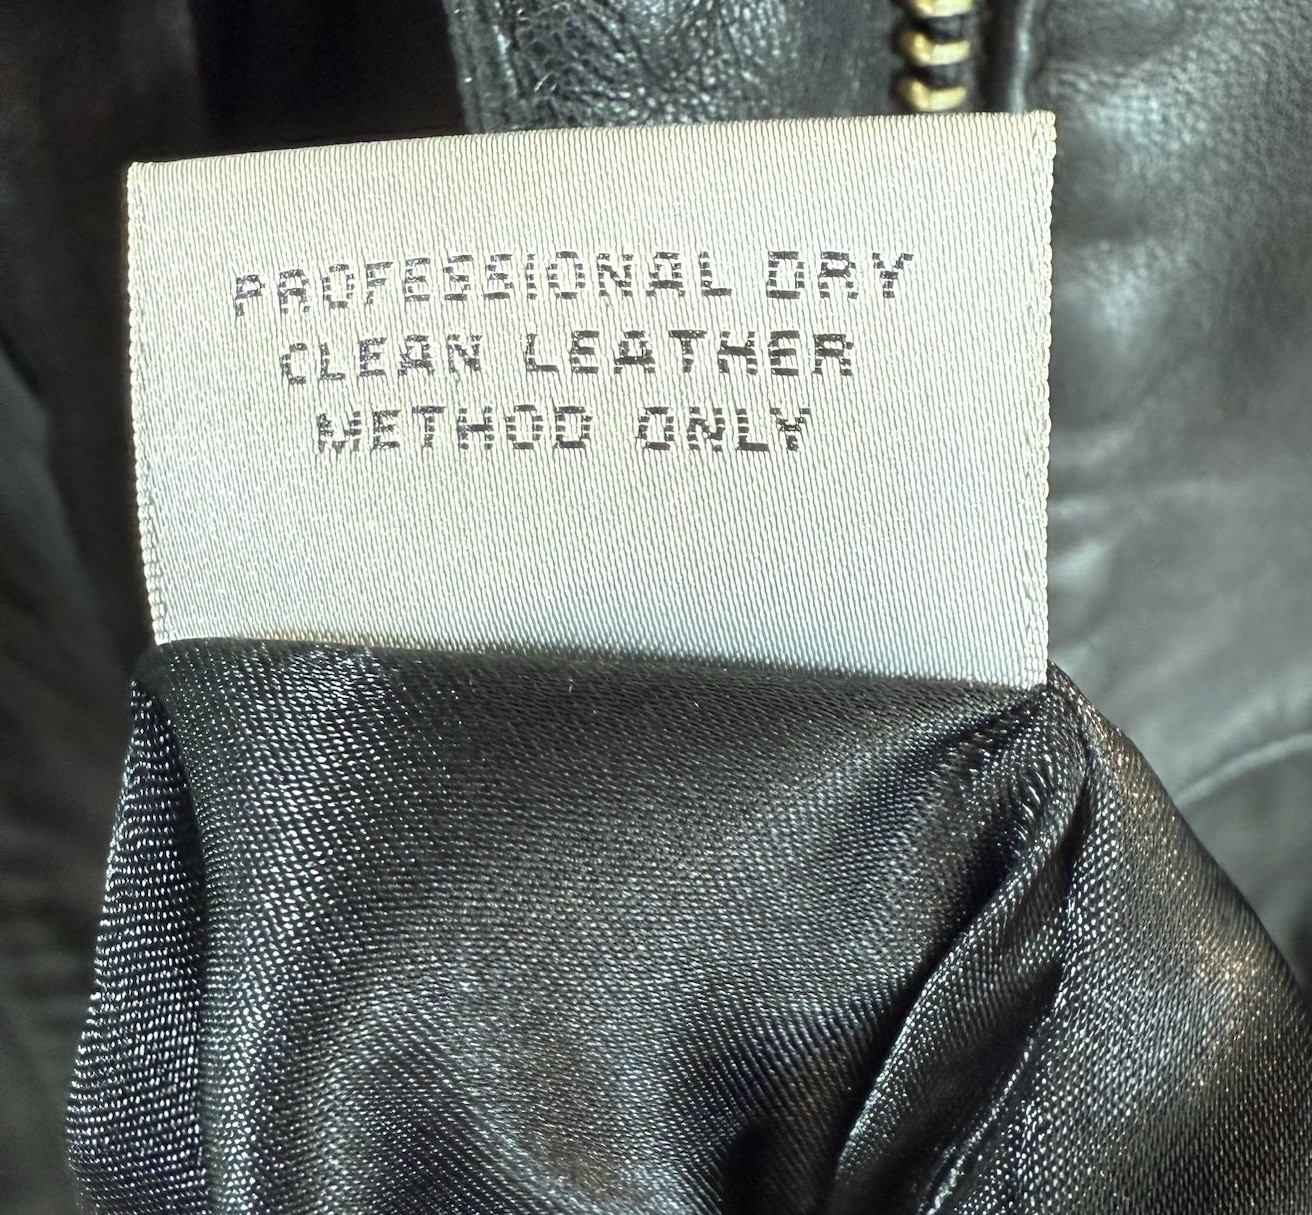 PROFESSIONAL DRY
CLEAN LEATHER
METHOD ONLY